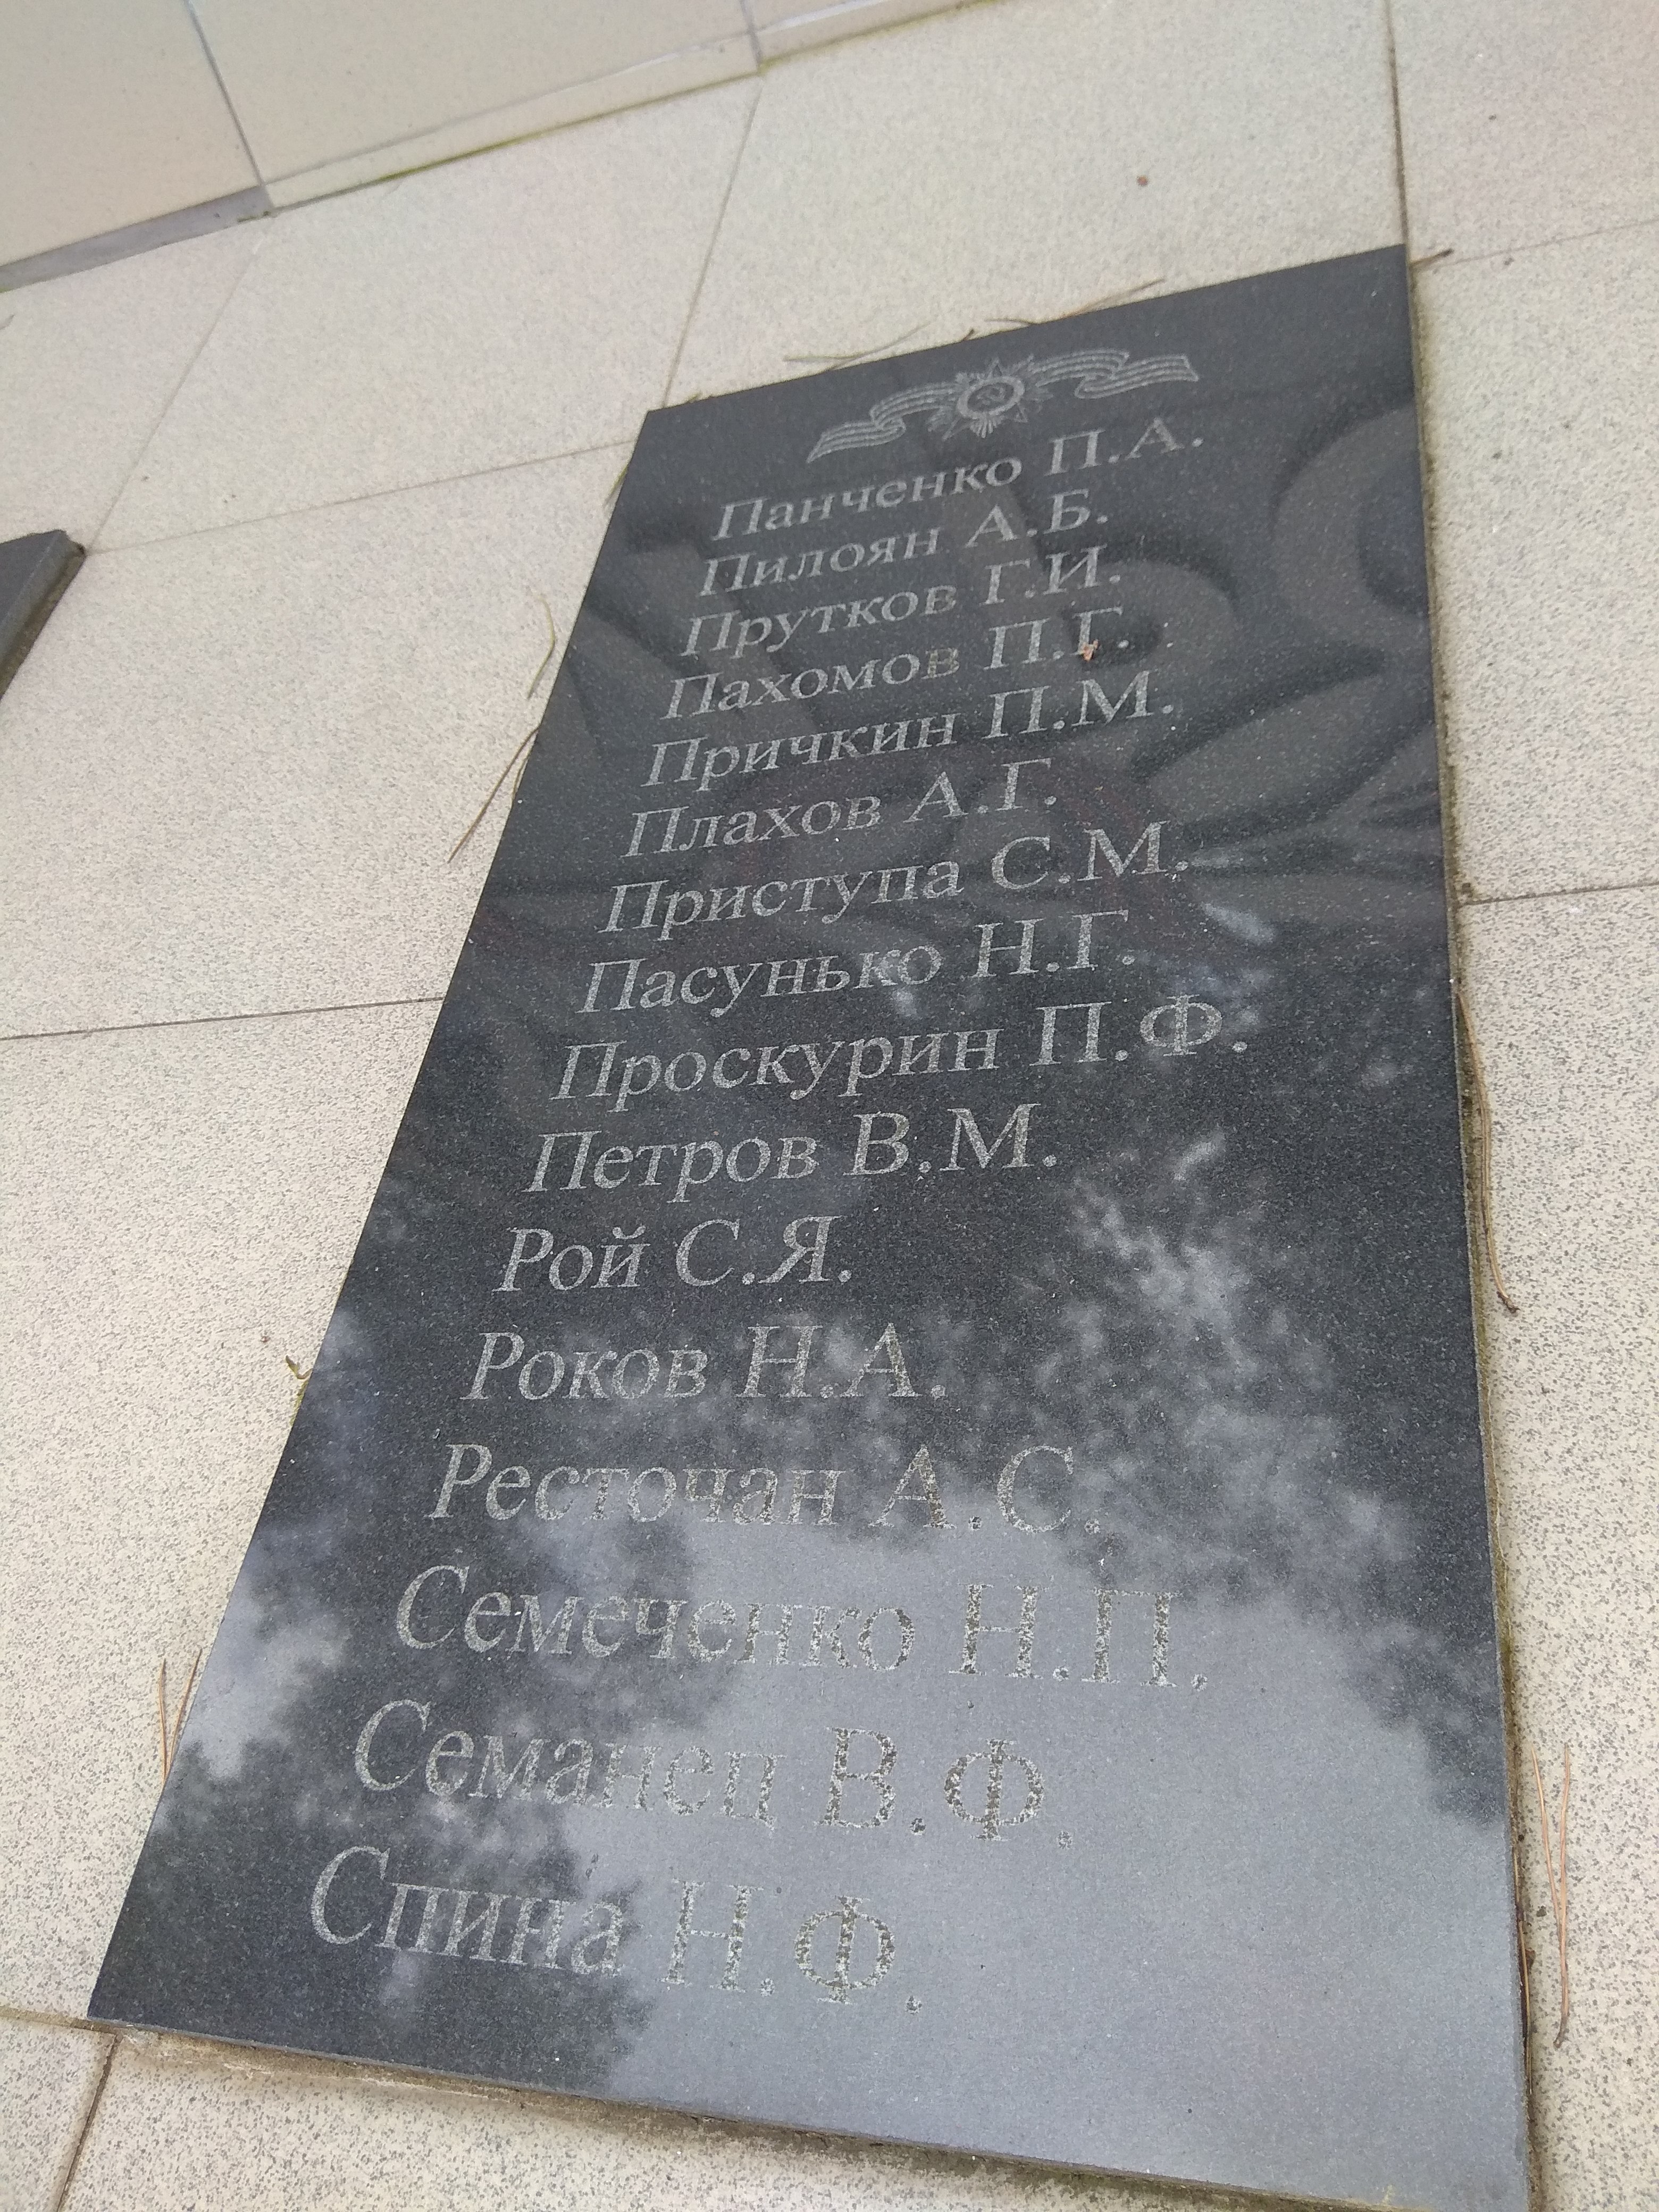 Панченко П.А.
Пилоян А.Б.
Прутков Г.И.
Пахомов П.Г.
Причкин П.М.
Плахов А.Г.
Приступа С.М.
Пасунько Н.Г.
Проскурин П.Ф.
Петров В.М.
Рой С.Я.
Роков Н.А.
Ресточан А.С.
Семеченко Н.П.
Семанец В.Ф.
Спина Н.Ф.